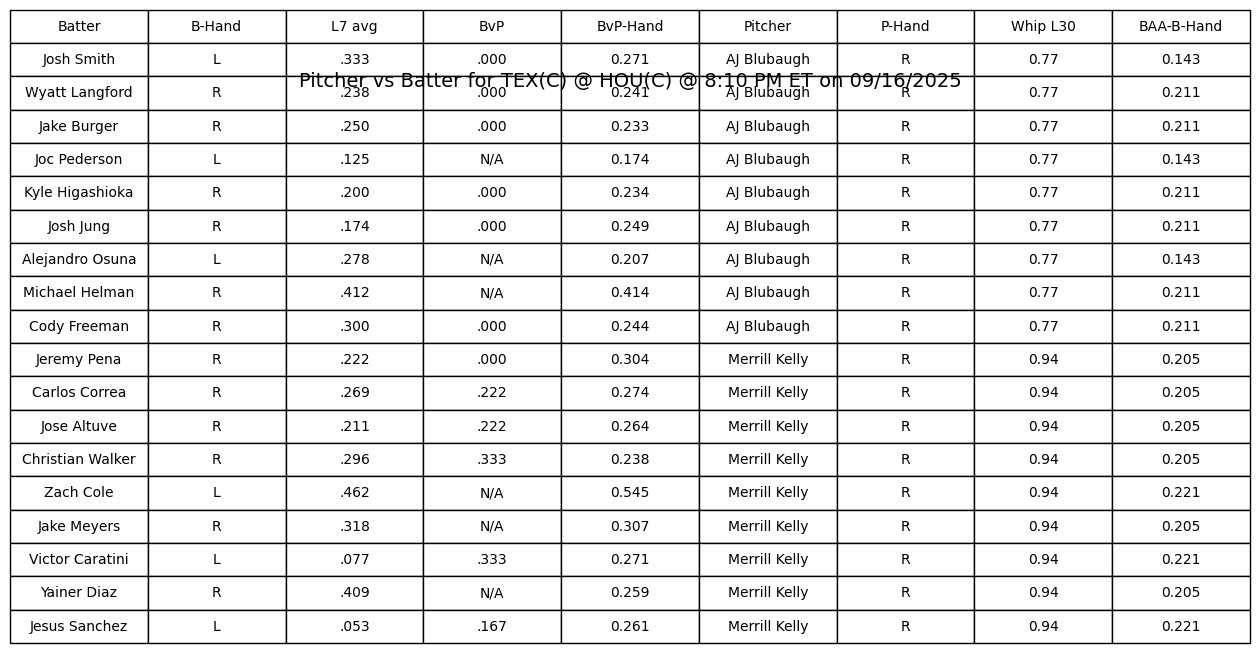 Batter B-Hand L7 avg BvP BvP-Hand Pitcher P-Hand Whip L30 BAA-B-Hand
Josh Smith L .333 .000 0.271 AJ Blubaugh R 0.77 0.143
Pitcher vs Batter for TEX(C) @ HOU(C) @ 8:10 PM ET on 09/16/2025
Wyatt Langford R .238 .000 0.241 AJ Blubaugh R 0.77 0.211
Jake Burger R .250 .000 0.233 AJ Blubaugh R 0.77 0.211
Joc Pederson L .125 N/A 0.174 AJ Blubaugh R 0.77 0.143
Kyle Higashioka R .200 .000 0.234 AJ Blubaugh R 0.77 0.211
Josh Jung R .174 .000 0.249 AJ Blubaugh R 0.77 0.211
Alejandro Osuna L .278 N/A 0.207 AJ Blubaugh R 0.77 0.143
Michael Helman R .412 N/A 0.414 AJ Blubaugh R 0.77 0.211
Cody Freeman R .300 .000 0.244 AJ Blubaugh R 0.77 0.211
Jeremy Pena R .222 .000 0.304 Merrill Kelly R 0.94 0.205
Carlos Correa R .269 .222 0.274 Merrill Kelly R 0.94 0.205
Jose Altuve R .211 .222 0.264 Merrill Kelly R 0.94 0.205
Christian Walker R .296 .333 0.238 Merrill Kelly R 0.94 0.205
Zach Cole L .462 N/A 0.545 Merrill Kelly R 0.94 0.221
Jake Meyers R .318 N/A 0.307 Merrill Kelly R 0.94 0.205
Victor Caratini L .077 .333 0.271 Merrill Kelly R 0.94 0.221
Yainer Diaz R .409 N/A 0.259 Merrill Kelly R 0.94 0.205
Jesus Sanchez L .053 .167 0.261 Merrill Kelly R 0.94 0.221